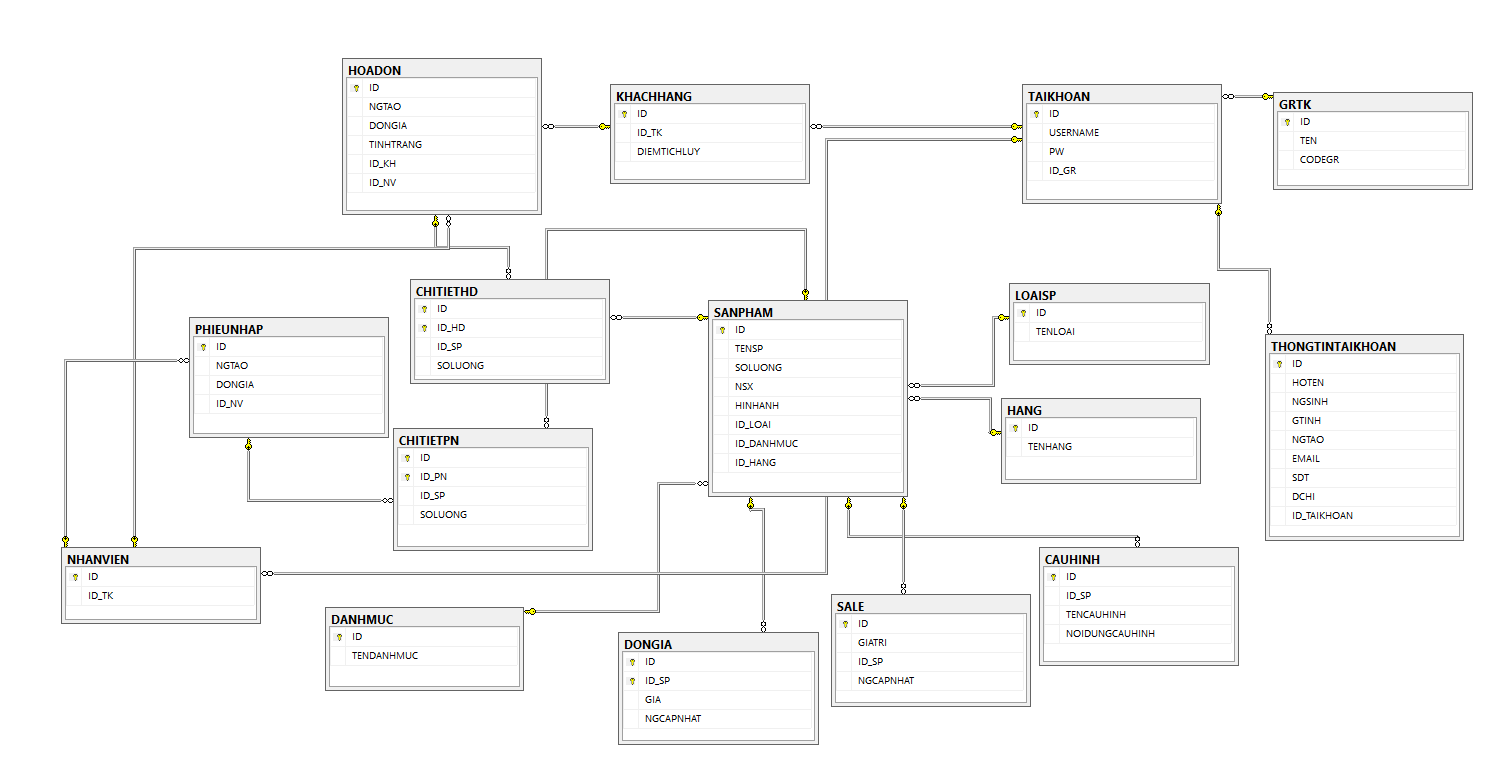 HOADON
ID
NGTAO
DONGIA
TINHTRANG
ID_KH
ID_NV
KHACHHANG
ID
ID_TK
DIEMTICHLUY
TAIKHOAN
ID
USERNAME
PW
ID_GR
GRTK
ID
TEN
CODEGR
CHITIETHD
ID
ID_HD
ID_SP
SOLUONG
PHIEUNHAP
ID
NGTAO
DONGIA
ID_NV
SANPHAM
ID
TENSP
SOLUONG
NSX
HINHANH
ID_LOAI
ID_DANHMUC
ID_HANG
LOAISP
ID
TENLOAI
THONGTINTAIKHOAN
ID
HOTEN
NGSINH
GTINH
NGTAO
EMAIL
SDT
DCHI
ID_TAIKHOAN
HANG
ID
TENHANG
CHITIETPN
ID
ID_PN
ID_SP
SOLUONG
NHANVIEN
ID
ID_TK
DANHMUC
ID
TENDANHMUC
DONGIA
ID
ID_SP
GIA
NGCAPNHAT
SALE
ID
GIATRI
ID_SP
NGCAPNHAT
CAUHINH
ID
ID_SP
TENCAUHINH
NOIDUNGCAUHINH